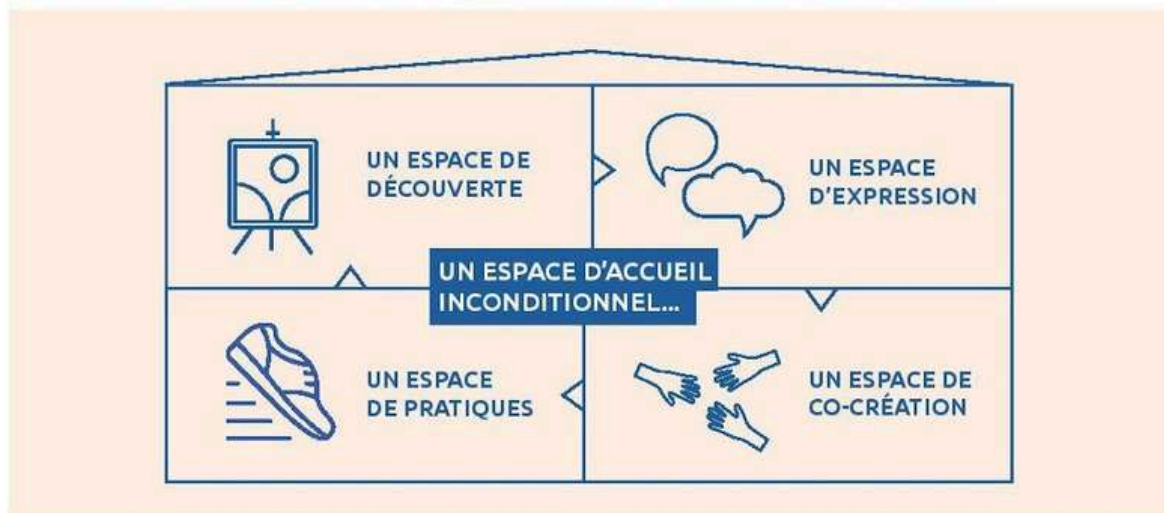 UN ESPACE DE
DÉCOUVERTE
UN ESPACE
D'EXPRESSION
UN ESPACE D'ACCUEIL
INCONDITIONNEL...
UN ESPACE
DE PRATIQUES
UN ESPACE DE
CO-CRÉATION